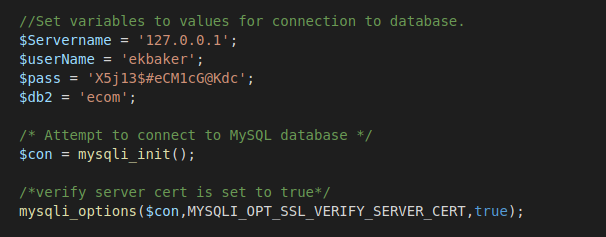 //Set variables to values for connection to database.
$Servername = '127.0.0.1';
$userName = 'ekbaker';
$pass = 'X5j13$#eCM1cG@Kdc';
$db2 = 'ecom';
/* Attempt to connect to MySQL database */
$con = mysqli_init();
/*verify server cert is set to true*/
mysqli_options($con,MYSQLI_OPT_SSL_VERIFY_SERVER_CERT,true);